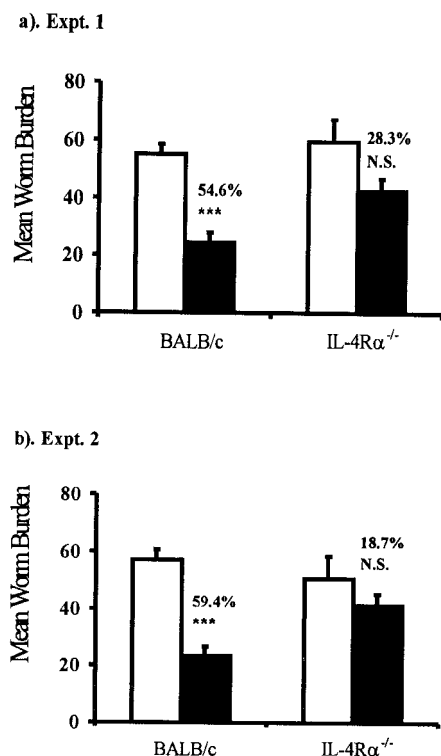 a). Expt. 1
Mean Worm Burden
80
60
40
20
0
54.6%
***
28.3%
N.S.
BALB/c
IL-4Rα-/-
b). Expt. 2
Mean Worm Burden
80
60
40
20
0
59.4%
***
18.7%
N.S.
BALB/c
IL-4Rα-/-